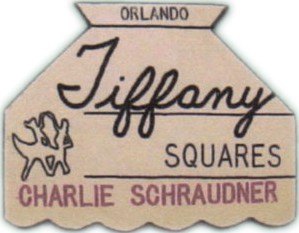 ORLANDO
Tiffany
SQUARES
CHARLIE SCHRAUDNER